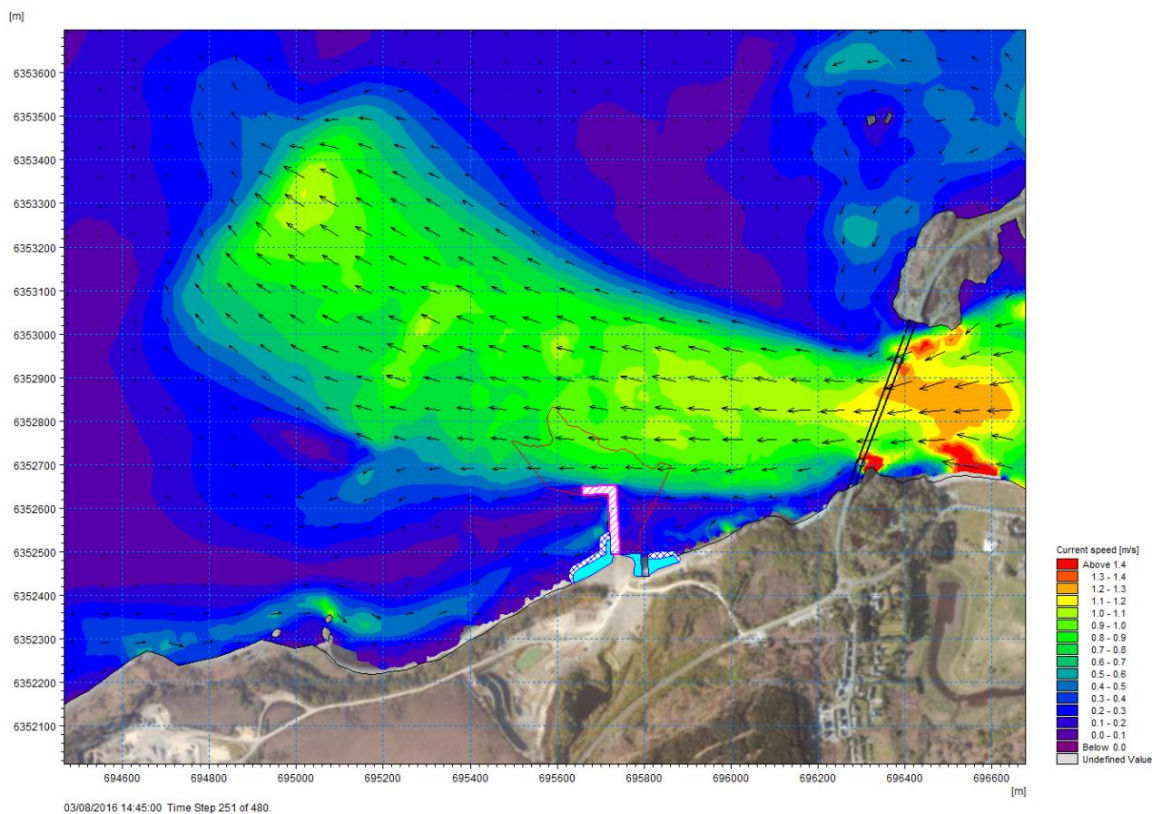 [m]
6353600
6353500
6353400
6353300
6353200
6353100
6353000
6352900
6352800
6352700
6352600
6352500
6352400
6352300
6352200
6352100
694600 694800 695000 695200 695400 695600 695800 696000 696200 696400 696600
[m]
Current speed [m/s]
Above 1.4
1.3 - 1.4
1.2 - 1.3
1.1 - 1.2
1.0 - 1.1
0.9 - 1.0
0.8 - 0.9
0.7 - 0.8
0.6 - 0.7
0.5 - 0.6
0.4 - 0.5
0.3 - 0.4
0.2 - 0.3
0.1 - 0.2
0.0 - 0.1
Below 0.0
Undefined Value
03/08/2016 14:45:00 Time Step 251 of 480.